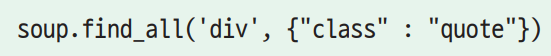 soup.find_all('div', {"class" : "quote"})